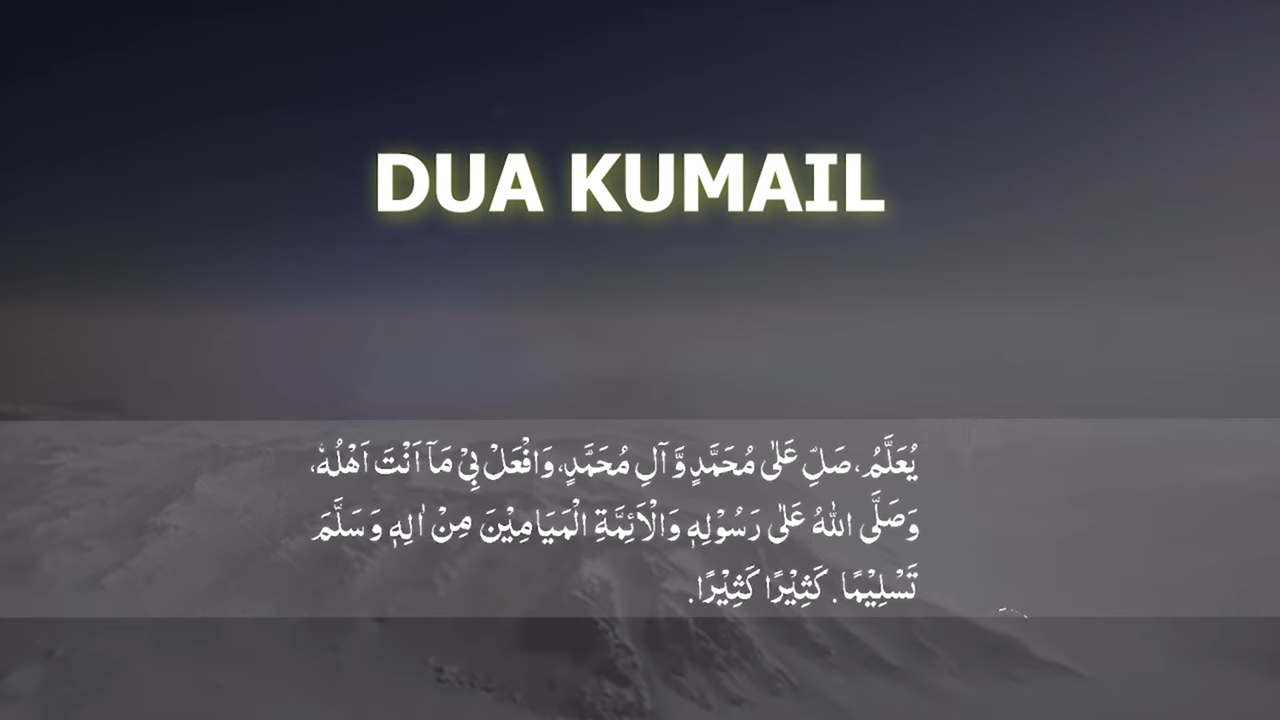 DUA KUMAIL
يُعَلَّمُ، صَلِّ عَلٰى مُحَمَّدٍ وَّ آلِ مُحَمَّدٍ، وَافْعَلْ بِيْ مَآ اَنْتَ اَهْلُهٗ،
وَصَلَّى اللّٰهُ عَلٰى رَسُوْلِهٖ وَالْاَئِمَّةِ الْمَيَامِيْنَ مِنْ اٰلِهٖ وَسَلَّمَ
تَسْلِيْمًا. كَثِيْرًا كَثِيْرًا.